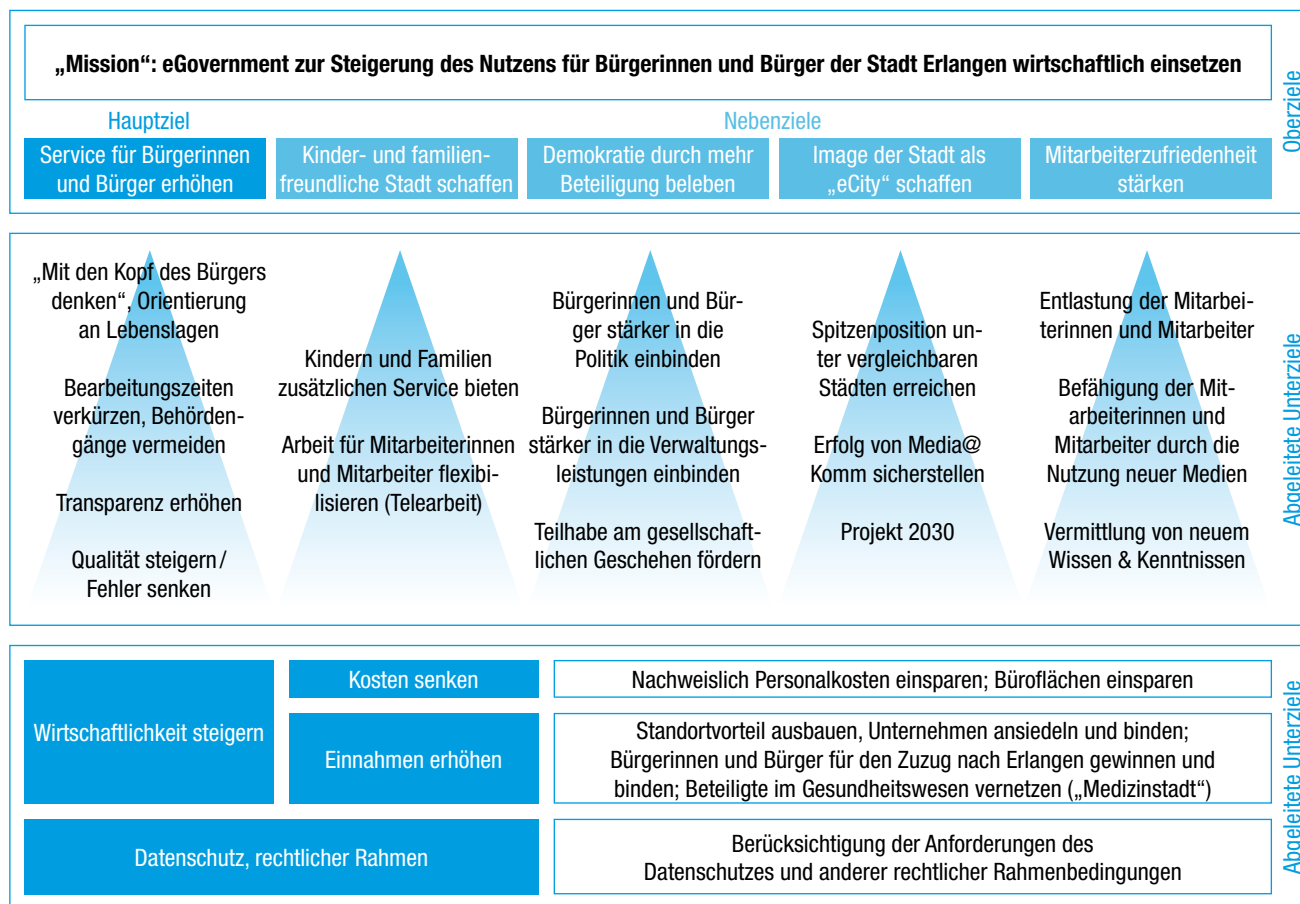 „Mission“: eGovernment zur Steigerung des Nutzens für Bürgerinnen und Bürger der Stadt Erlangen wirtschaftlich einsetzen
Hauptziel
Nebenziele
Service für Bürgerinnen
und Bürger erhöhen
Kinder- und familien-
freundliche Stadt schaffen
Demokratie durch mehr
Beteiligung beleben
Image der Stadt als
„eCity“ schaffen
Mitarbeiterzufriedenheit
stärken
Oberziele
„Mit den Kopf des Bürgers
denken“, Orientierung
an Lebenslagen
Bearbeitungszeiten
verkürzen, Behörden-
gänge vermeiden
Transparenz erhöhen
Qualität steigern/
Fehler senken
Kindern und Familien
zusätzlichen Service bieten
Arbeit für Mitarbeiterinnen
und Mitarbeiter flexibi-
lisieren (Telearbeit)
Bürgerinnen und Bür-
ger stärker in die
Politik einbinden
Bürgerinnen und Bürger
stärker in die Verwaltungs-
leistungen einbinden
Teilhabe am gesellschaft-
lichen Geschehen fördern
Spitzenposition un-
ter vergleichbaren
Städten erreichen
Erfolg von Media@
Komm sicherstellen
Projekt 2030
Entlastung der Mitarbei-
terinnen und Mitarbeiter
Befähigung der Mit-
arbeiterinnen und
Mitarbeiter durch die
Nutzung neuer Medien
Vermittlung von neuem
Wissen & Kenntnissen
Abgeleitete Unterziele
Wirtschaftlichkeit steigern
Kosten senken
Nachweislich Personalkosten einsparen; Büroflächen einsparen
Einnahmen erhöhen
Standortvorteil ausbauen, Unternehmen ansiedeln und binden;
Bürgerinnen und Bürger für den Zuzug nach Erlangen gewinnen und
binden; Beteiligte im Gesundheitswesen vernetzen („Medizinstadt“)
Datenschutz, rechtlicher Rahmen
Berücksichtigung der Anforderungen des
Datenschutzes und anderer rechtlicher Rahmenbedingungen
Abgeleitete Unterziele